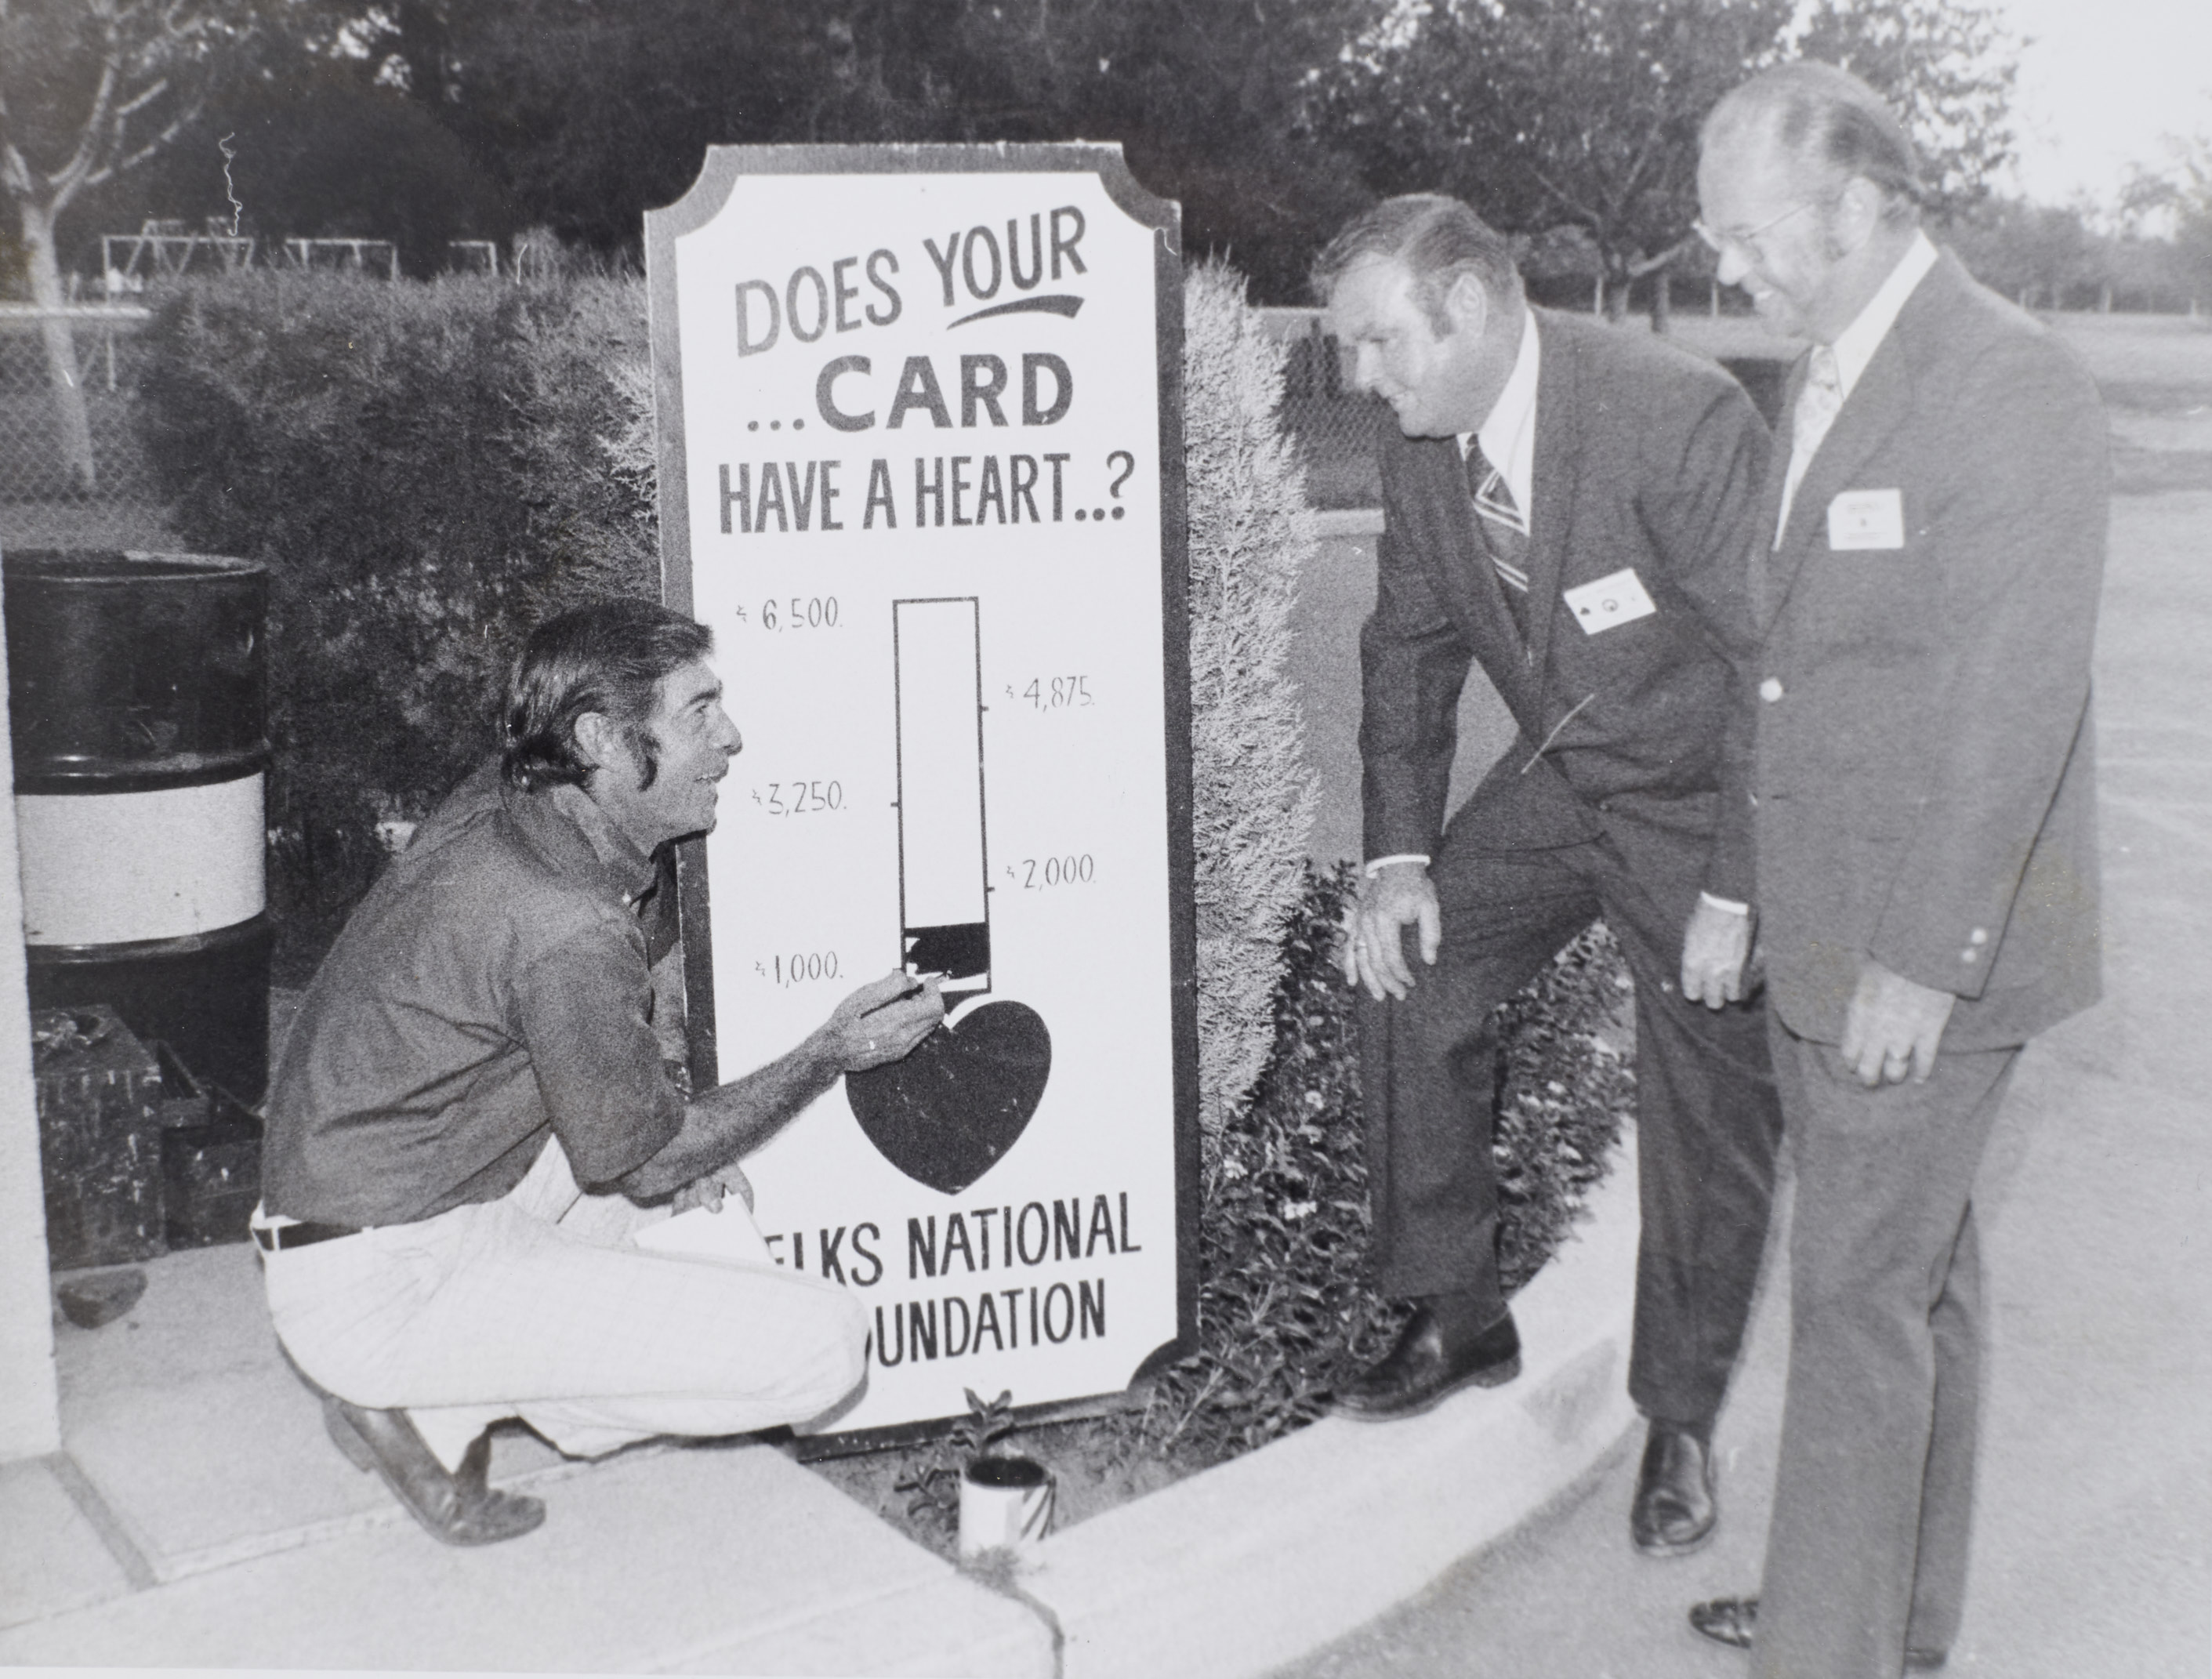 DOES YOUR
...CARD
HAVE A HEART..?
$ 6,500.
$ 4,875.
$ 3,250.
$ 2,000.
$ 1,000.
ELKS NATIONAL
OUNDATION